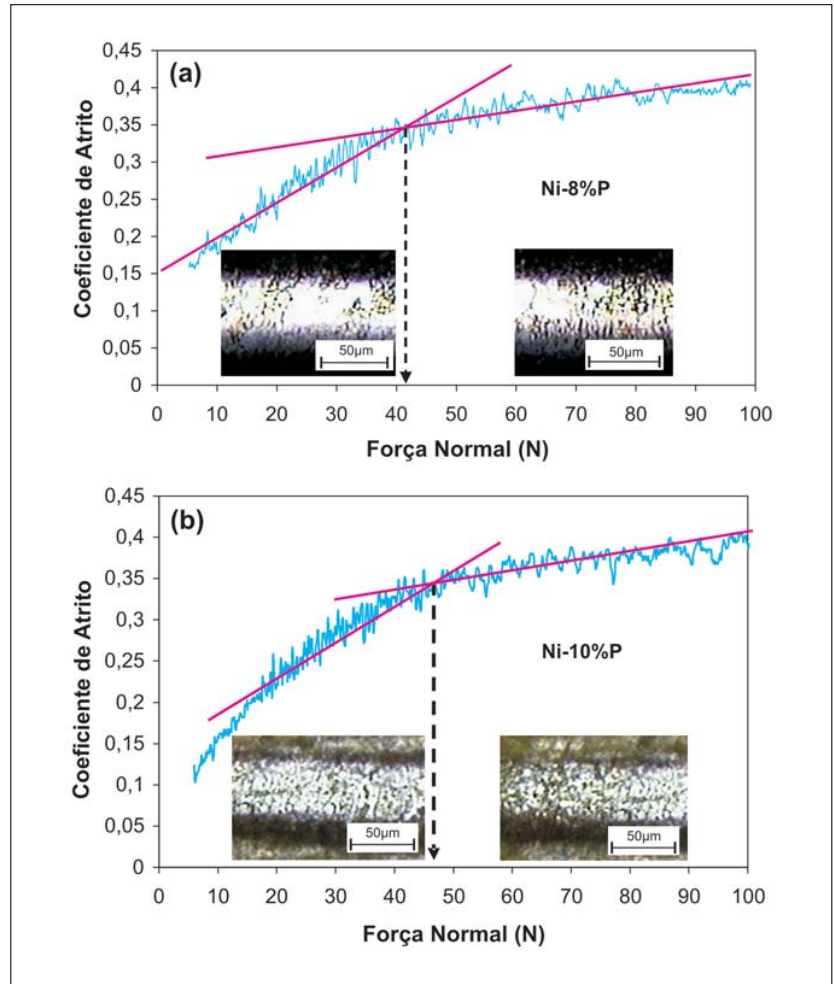 (a)
Coeficiente de Atrito
0,45
0,4
0,35
0,3
0,25
0,2
0,15
0,1
0,05
0
Ni-8%P
50µm
50µm
0 10 20 30 40 50 60 70 80 90 100
Força Normal (N)
(b)
Coeficiente de Atrito
0,45
0,4
0,35
0,3
0,25
0,2
0,15
0,1
0,05
0
Ni-10%P
50µm
50µm
0 10 20 30 40 50 60 70 80 90 100
Força Normal (N)